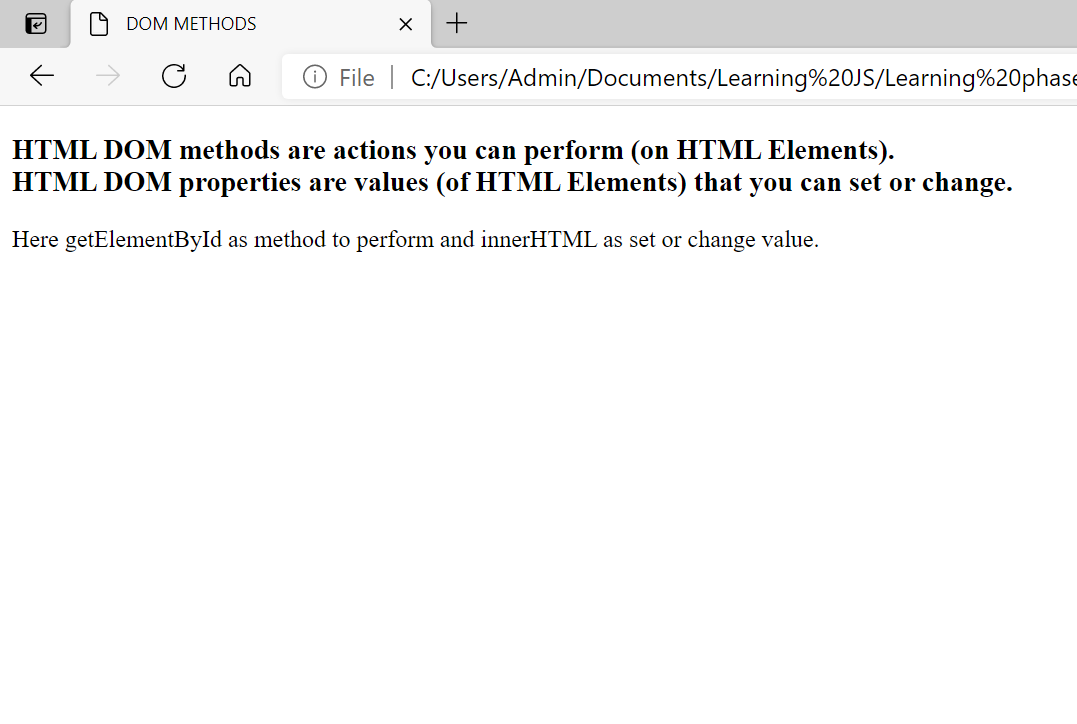 DOM METHODS
File
C:/Users/Admin/Documents/Learning%20JS/Learning%20phase
HTML DOM methods are actions you can perform (on HTML Elements).
HTML DOM properties are values (of HTML Elements) that you can set or change.
Here getElementById as method to perform and innerHTML as set or change value.